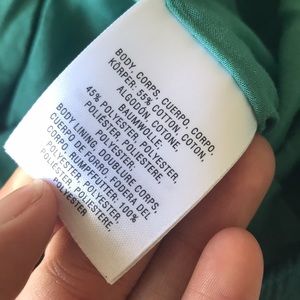 BODY, CORPS, CUERPO, CORPO,
KÖRPER: 55% COTTON, COTON,
ALGODÓN, COTONE,
BAUMWOLLE,
45% POLYESTER, POLYESTER,
POLIÉSTER, POLIESTERE,
POLYESTER.
BODY LINING, DOUBLURE CORPS,
CUERPO DE FORRO, FODERA DEL
CORPO, RUMPFFUTTER: 100%
POLYESTER, POLYESTER,
POLIÉSTER, POLIESTERE,
POLYESTER.